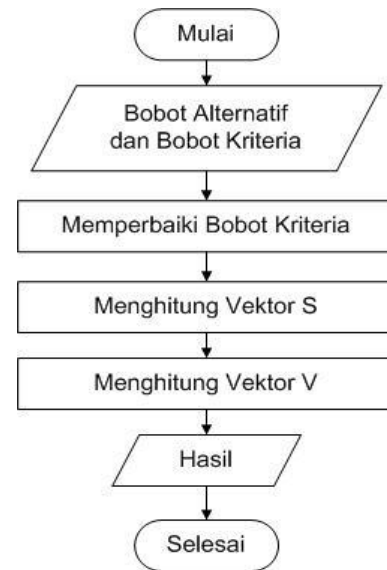 Mulai
Bobot Alternatif
dan Bobot Kriteria
Memperbaiki Bobot Kriteria
Menghitung Vektor S
Menghitung Vektor V
Hasil
Selesai